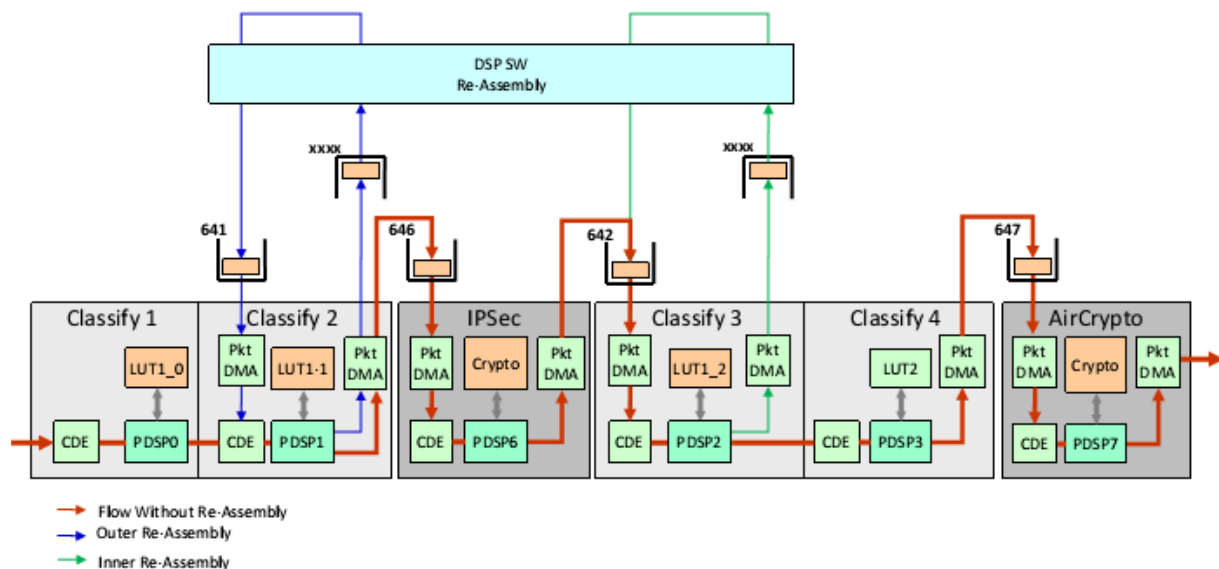 DSP SW
Re-Assembly
xxxx
xxxx
641
646
642
647
Classify 1
Classify 2
IPSec
Classify 3
Classify 4
AirCrypto
LUT1_0
Pkt
DMA
LUT1-1
Pkt
DMA
Pkt
DMA
Crypto
Pkt
DMA
Pkt
DMA
LUT1_2
Pkt
DMA
LUT2
Pkt
DMA
Pkt
DMA
Crypto
Pkt
DMA
CDE
PDSP0
CDE
PDSP1
CDE
PDSP6
CDE
PDSP2
CDE
PDSP3
CDE
PDSP7
Flow Without Re-Assembly
Outer Re-Assembly
Inner Re-Assembly